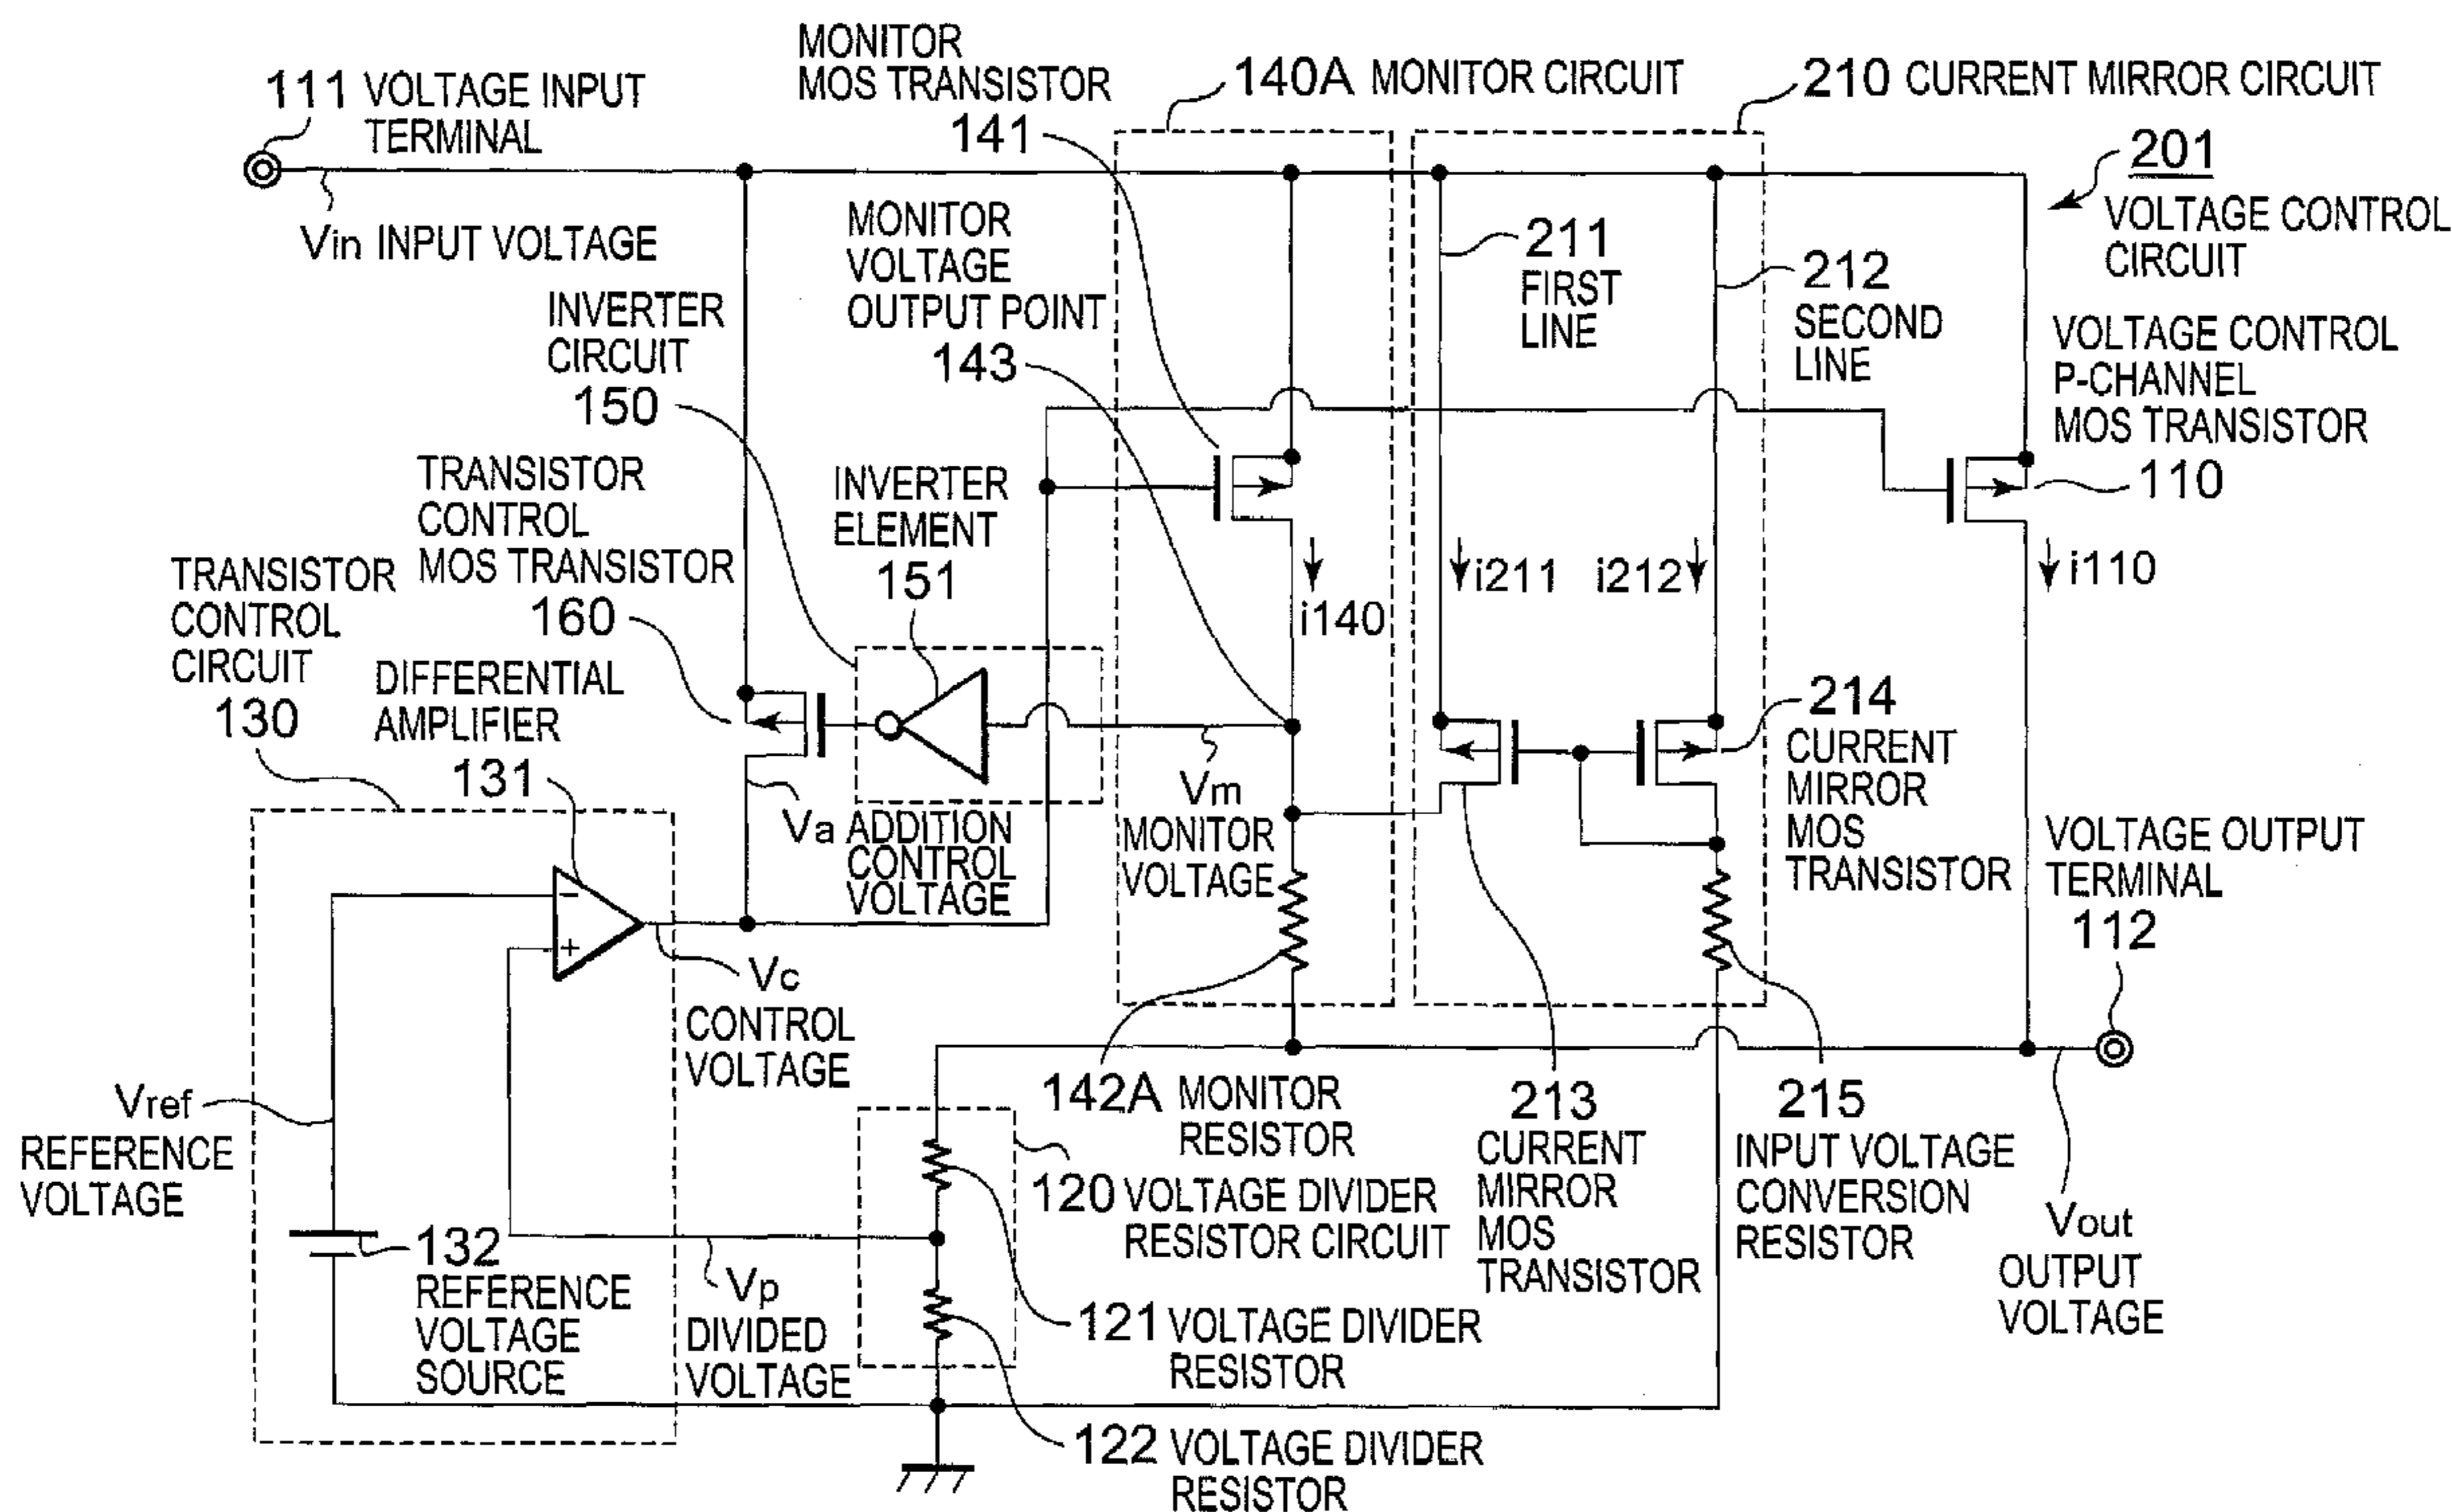 MONITOR
MOS TRANSISTOR
141
140A MONITOR CIRCUIT
210 CURRENT MIRROR CIRCUIT
111 VOLTAGE INPUT
TERMINAL
201
VOLTAGE CONTROL
CIRCUIT
Vin INPUT VOLTAGE
MONITOR
VOLTAGE
OUTPUT POINT
143
211
FIRST
LINE
212
SECOND
LINE
INVERTER
CIRCUIT
150
VOLTAGE CONTROL
P-CHANNEL
MOS TRANSISTOR
110
TRANSISTOR
CONTROL
MOS TRANSISTOR
160
INVERTER
ELEMENT
151
i140
i211
i212
i110
TRANSISTOR
CONTROL
CIRCUIT
130
DIFFERENTIAL
AMPLIFIER
131
214
CURRENT
MIRROR
MOS
TRANSISTOR
Vm
MONITOR
VOLTAGE
Va ADDITION
CONTROL
VOLTAGE
VOLTAGE OUTPUT
TERMINAL
112
−
+
Vc
CONTROL
VOLTAGE
142A MONITOR
RESISTOR
213
CURRENT
MIRROR
MOS
TRANSISTOR
215
INPUT VOLTAGE
CONVERSION
RESISTOR
Vref
REFERENCE
VOLTAGE
120 VOLTAGE DIVIDER
RESISTOR CIRCUIT
Vout
OUTPUT
VOLTAGE
132
REFERENCE
VOLTAGE
SOURCE
Vp
DIVIDED
VOLTAGE
121 VOLTAGE DIVIDER
RESISTOR
122 VOLTAGE DIVIDER
RESISTOR